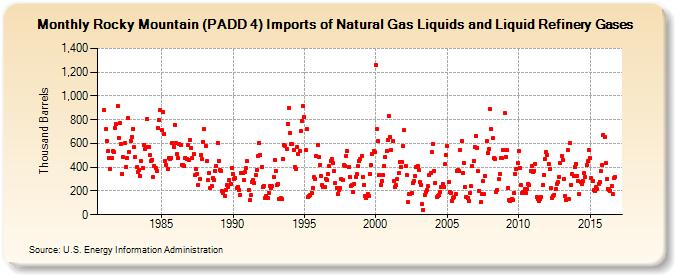 Monthly Rocky Mountain (PADD 4) Imports of Natural Gas Liquids and Liquid Refinery Gases
Thousand Barrels
1,400
1,200
1,000
800
600
400
200
0
1985 1990 1995 2000 2005 2010 2015
Source: U.S. Energy Information Administration